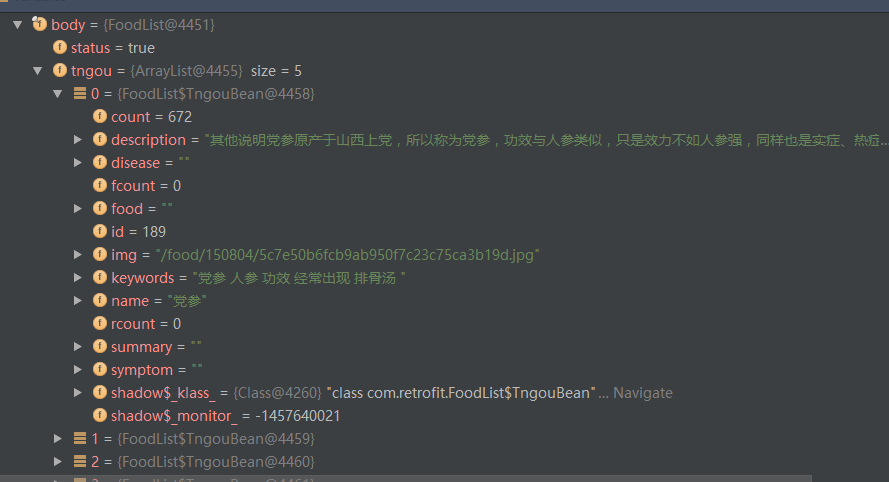 body = {FoodList@4451}
status = true
tngou = {ArrayList@4455} size = 5
0 = {FoodList$TngouBean@4458}
count = 672
description = "其他说明党参原产于山西上党，所以称为党参，功效与人参类似，只是效力不如人参强，同样也是实症、热症...
disease = ""
fcount = 0
food = ""
id = 189
img = "/food/150804/5c7e50b6fcb9ab950f7c23c75ca3b19d.jpg"
keywords = "党参 人参 功效 经常出现 排骨汤 "
name = "党参"
rcount = 0
summary = ""
symptom = ""
shadow$_klass_ = {Class@4260} "class com.retrofit.FoodList$TngouBean"... Navigate
shadow$_monitor_ = -1457640021
1 = {FoodList$TngouBean@4459}
2 = {FoodList$TngouBean@4460}